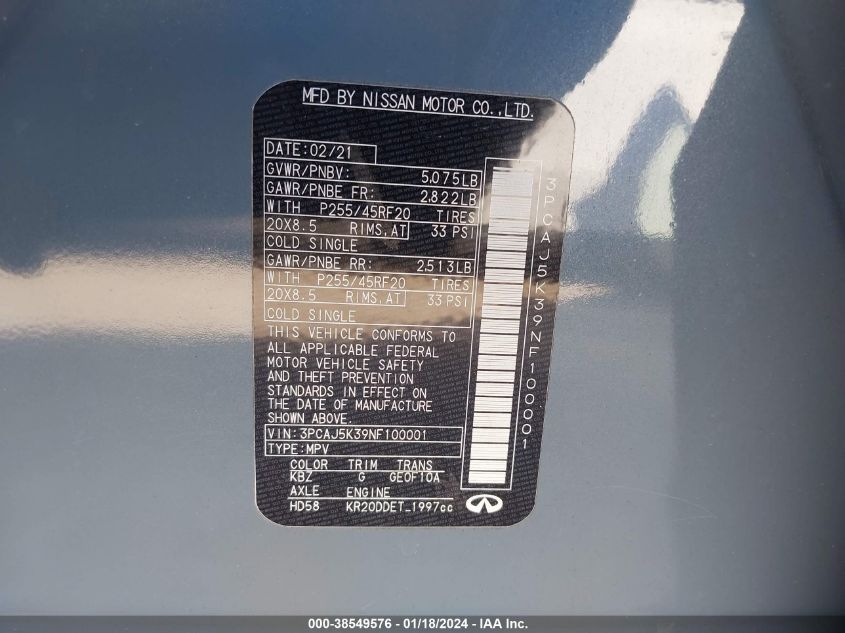 MFD BY NISSAN MOTOR CO.,LTD.
DATE:02/21
GVWR/PNBV: 5,075LB
GAWR/PNBE FR: 2,822LB
WITH P255/45RF20 TIRES
20X8.5 RIMS,AT 33 PSI
COLD SINGLE
GAWR/PNBE RR: 2,513LB
WITH P255/45RF20 TIRES
20X8.5 RIMS,AT 33 PSI
COLD SINGLE
THIS VEHICLE CONFORMS TO
ALL APPLICABLE FEDERAL
MOTOR VEHICLE SAFETY
AND THEFT PREVENTION
STANDARDS IN EFFECT ON
THE DATE OF MANUFACTURE
SHOWN ABOVE.
VIN: 3PCAJ5K39NF100001
TYPE:MPV
COLOR TRIM TRANS
KBZ G GE0F10A
AXLE ENGINE
HD58 KR20DDET_1997cc
3PCAJ5K39NF100001
000-38549576 - 01/18/2024 - IAA Inc.